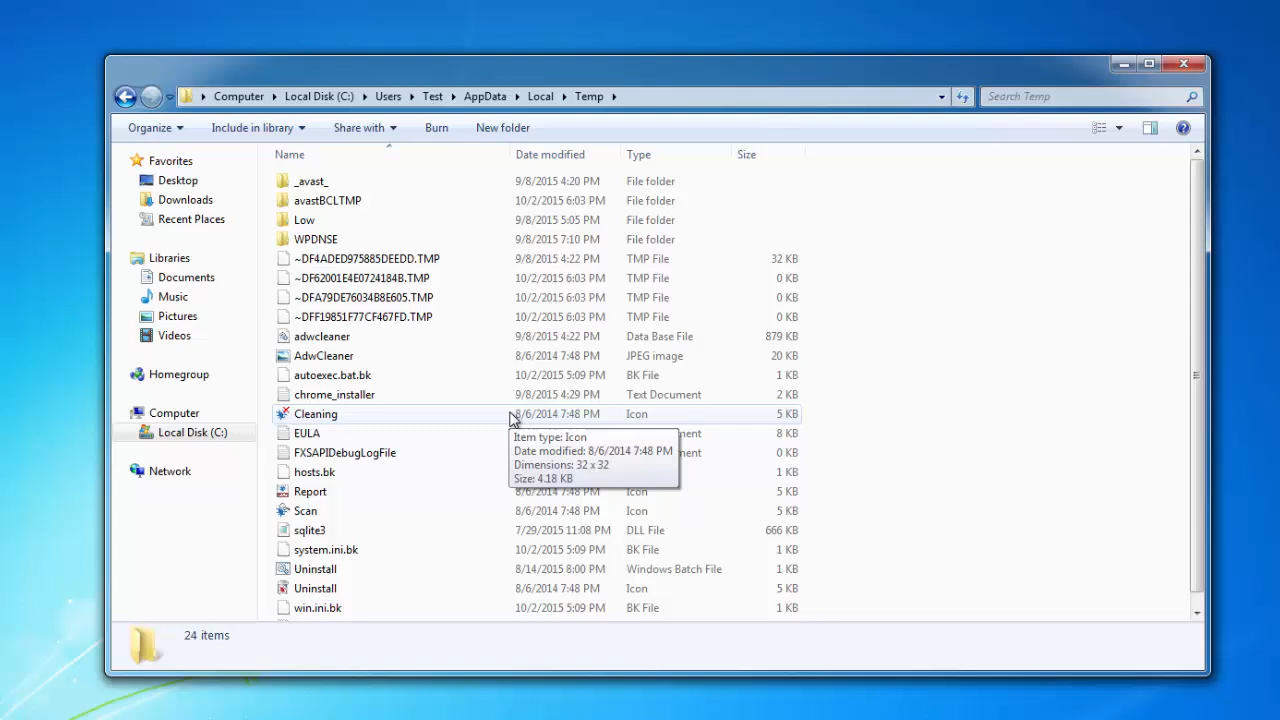 Computer Local Disk (C:) Users Test AppData Local Temp Search Temp
Organize Include in library Share with Burn New folder
Favorites
Desktop
Downloads
Recent Places
Libraries
Documents
Music
Pictures
Videos
Homegroup
Computer
Local Disk (C:)
Network
Name Date modified Type Size
_avast_ 9/8/2015 4:20 PM File folder
avastBCLTMP 10/2/2015 6:03 PM File folder
Low 9/8/2015 5:05 PM File folder
WPDNSE 9/8/2015 7:10 PM File folder
~DF4ADED975885DEEDD.TMP 9/8/2015 4:22 PM TMP File 32 KB
~DF62001E4E0724184B.TMP 10/2/2015 6:03 PM TMP File 0 KB
~DFA79DE76034B8E605.TMP 10/2/2015 6:03 PM TMP File 0 KB
~DFF19851F77CF467FD.TMP 10/2/2015 6:03 PM TMP File 0 KB
adwcleaner 9/8/2015 4:22 PM Data Base File 879 KB
AdwCleaner 8/6/2014 7:48 PM JPEG image 20 KB
autoexec.bat.bk 10/2/2015 5:09 PM BK File 1 KB
chrome_installer 9/8/2015 4:29 PM Text Document 2 KB
Cleaning 8/6/2014 7:48 PM Icon 5 KB
EULA 8 KB
FXSAPIDebugLogFile 0 KB
hosts.bk 1 KB
Item type: Icon
Date modified: 8/6/2014 7:48 PM
Dimensions: 32 x 32
Size: 4.18 KB
Report 8/6/2014 7:48 PM Icon 5 KB
Scan 8/6/2014 7:48 PM Icon 5 KB
sqlite3 7/29/2015 11:08 PM DLL File 666 KB
system.ini.bk 10/2/2015 5:09 PM BK File 1 KB
Uninstall 8/14/2015 8:00 PM Windows Batch File 1 KB
Uninstall 8/6/2014 7:48 PM Icon 5 KB
win.ini.bk 10/2/2015 5:09 PM BK File 1 KB
24 items